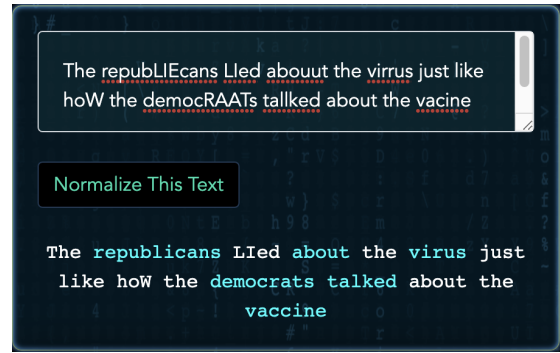 The repubLIEcans LIed abouut the virrus just like
hoW the democRAATs tallked about the vacine
Normalize This Text
The republicans LIed about the virus just
like hoW the democrats talked about the
vaccine